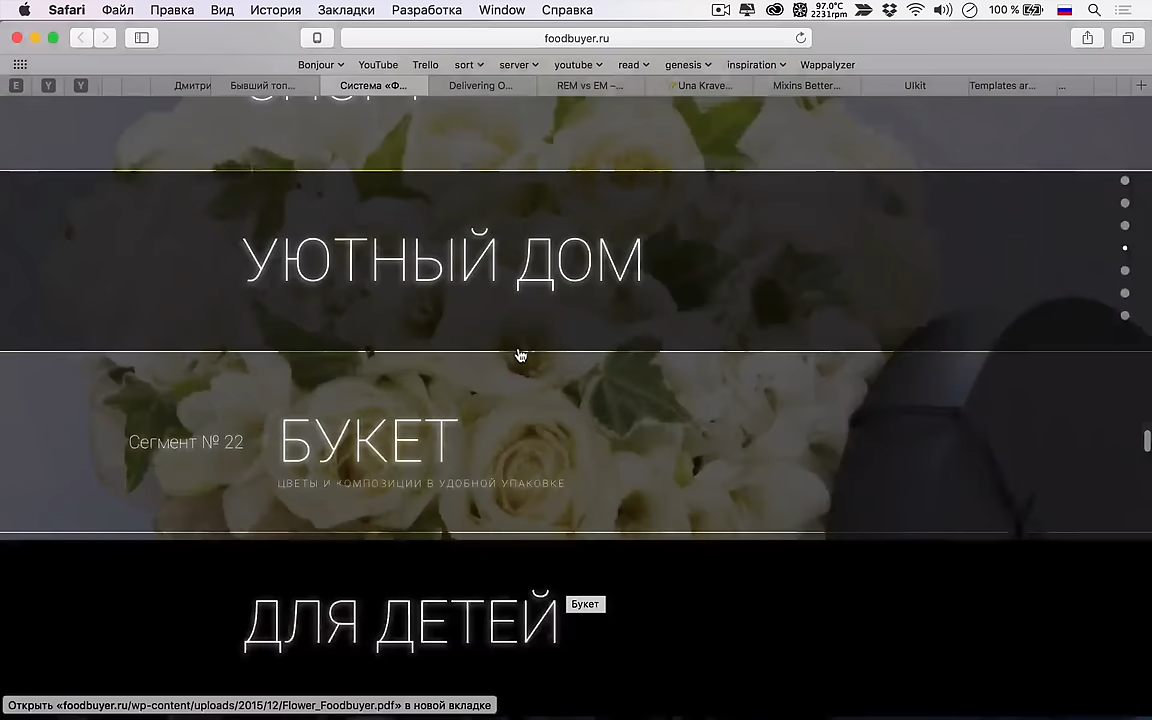 Safari Файл Правка Вид История Закладки Разработка Window Справка 97.0°C 2231rpm 100 %
foodbuyer.ru
Bonjour YouTube Trello sort server youtube read genesis inspiration Wappalyzer
E Y Y Дмитри Бывший топ... Система «Ф... Delivering O... REM vs EM –... Una Krave... Mixins Better... UIkit Templates ar... ...
УЮТНЫЙ ДОМ
Сегмент № 22 БУКЕТ
ЦВЕТЫ И КОМПОЗИЦИИ В УДОБНОЙ УПАКОВКЕ
ДЛЯ ДЕТЕЙ
Букет
Открыть «foodbuyer.ru/wp-content/uploads/2015/12/Flower_Foodbuyer.pdf» в новой вкладке